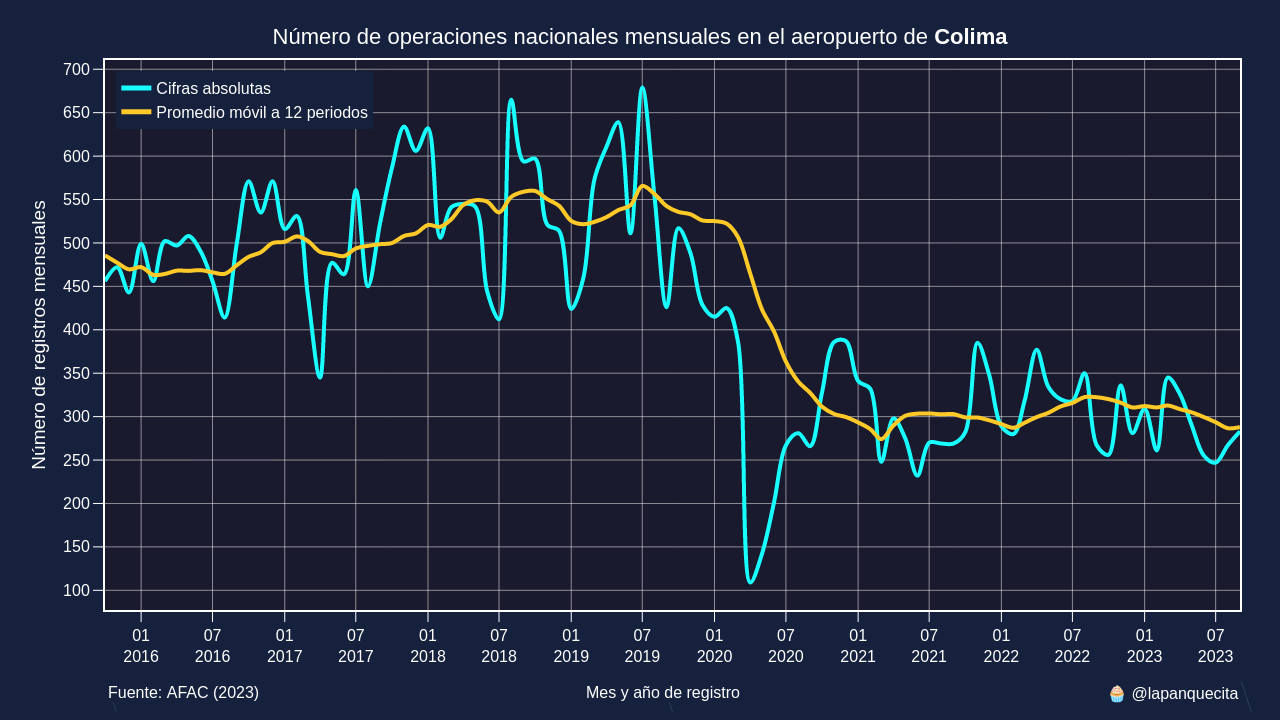 Número de operaciones nacionales mensuales en el aeropuerto de Colima
Cifras absolutas
Promedio móvil a 12 periodos
Número de registros mensuales
700
650
600
550
500
450
400
350
300
250
200
150
100
01 07 01 07 01 07 01 07 01 07 01 07 01 07 01 07
2016 2016 2017 2017 2018 2018 2019 2019 2020 2020 2021 2021 2022 2022 2023 2023
Fuente: AFAC (2023) Mes y año de registro 🧁 @lapanquecita